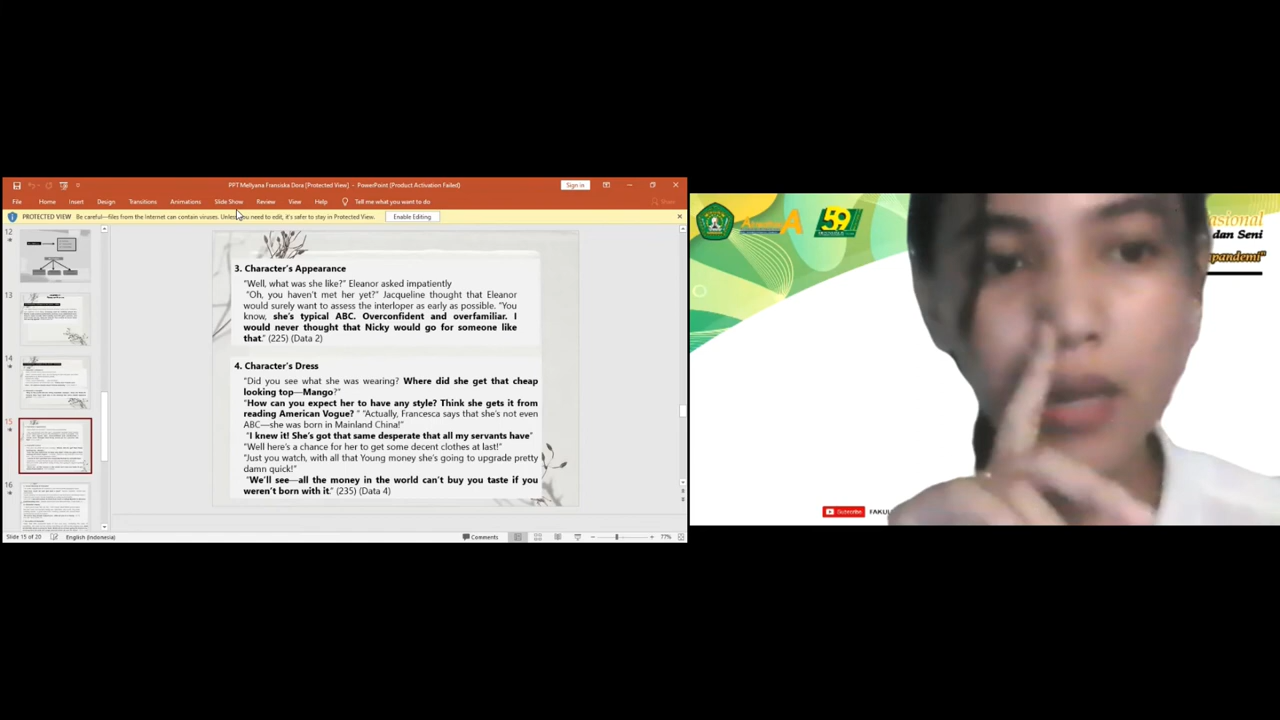 PPT Mellyana Fransiska Dora [Protected View] - PowerPoint (Product Activation Failed)
Sign in
File Home Insert Design Transitions Animations Slide Show Review View Help Tell me what you want to do Share
PROTECTED VIEW Be careful—files from the Internet can contain viruses. Unless you need to edit, it's safer to stay in Protected View. Enable Editing
12
13
14
15
16
3. Character's Appearance
"Well, what was she like?" Eleanor asked impatiently
"Oh, you haven't met her yet?" Jacqueline thought that Eleanor
would surely want to assess the interloper as early as possible. "You
know, she's typical ABC. Overconfident and overfamiliar. I
would never thought that Nicky would go for someone like
that." (225) (Data 2)
4. Character's Dress
"Did you see what she was wearing? Where did she get that cheap
looking top—Mango?"
"How can you expect her to have any style? Think she gets it from
reading American Vogue? " "Actually, Francesca says that she's not even
ABC—she was born in Mainland China!"
"I knew it! She's got that same desperate that all my servants have"
"Well here's a chance for her to get some decent clothes at last!"
"Just you watch, with all that Young money she's going to upgrade pretty
damn quick!"
"We'll see—all the money in the world can't buy you taste if you
weren't born with it." (235) (Data 4)
Slide 15 of 20 English (Indonesia) Comments 77%
A
59
asional
dan Seni
pandemi"
Subscribe FAKUL